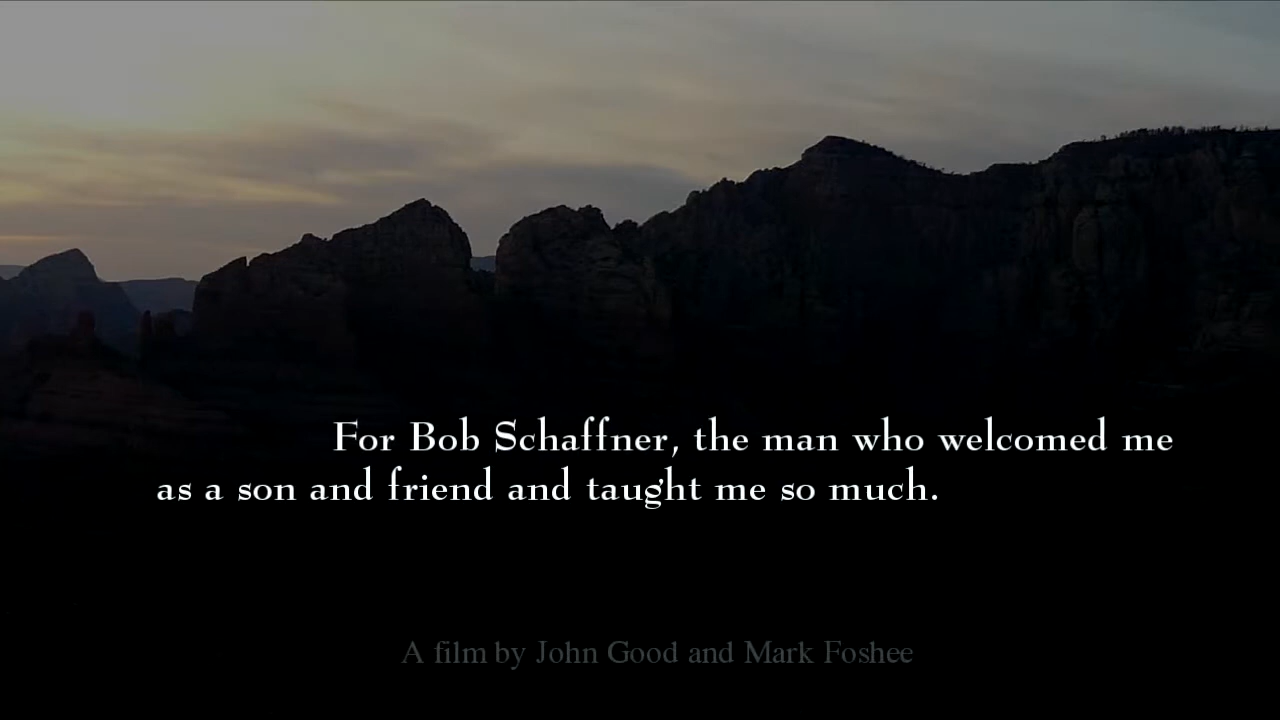 For Bob Schaffner, the man who welcomed me
as a son and friend and taught me so much.
A film by John Good and Mark Foshee